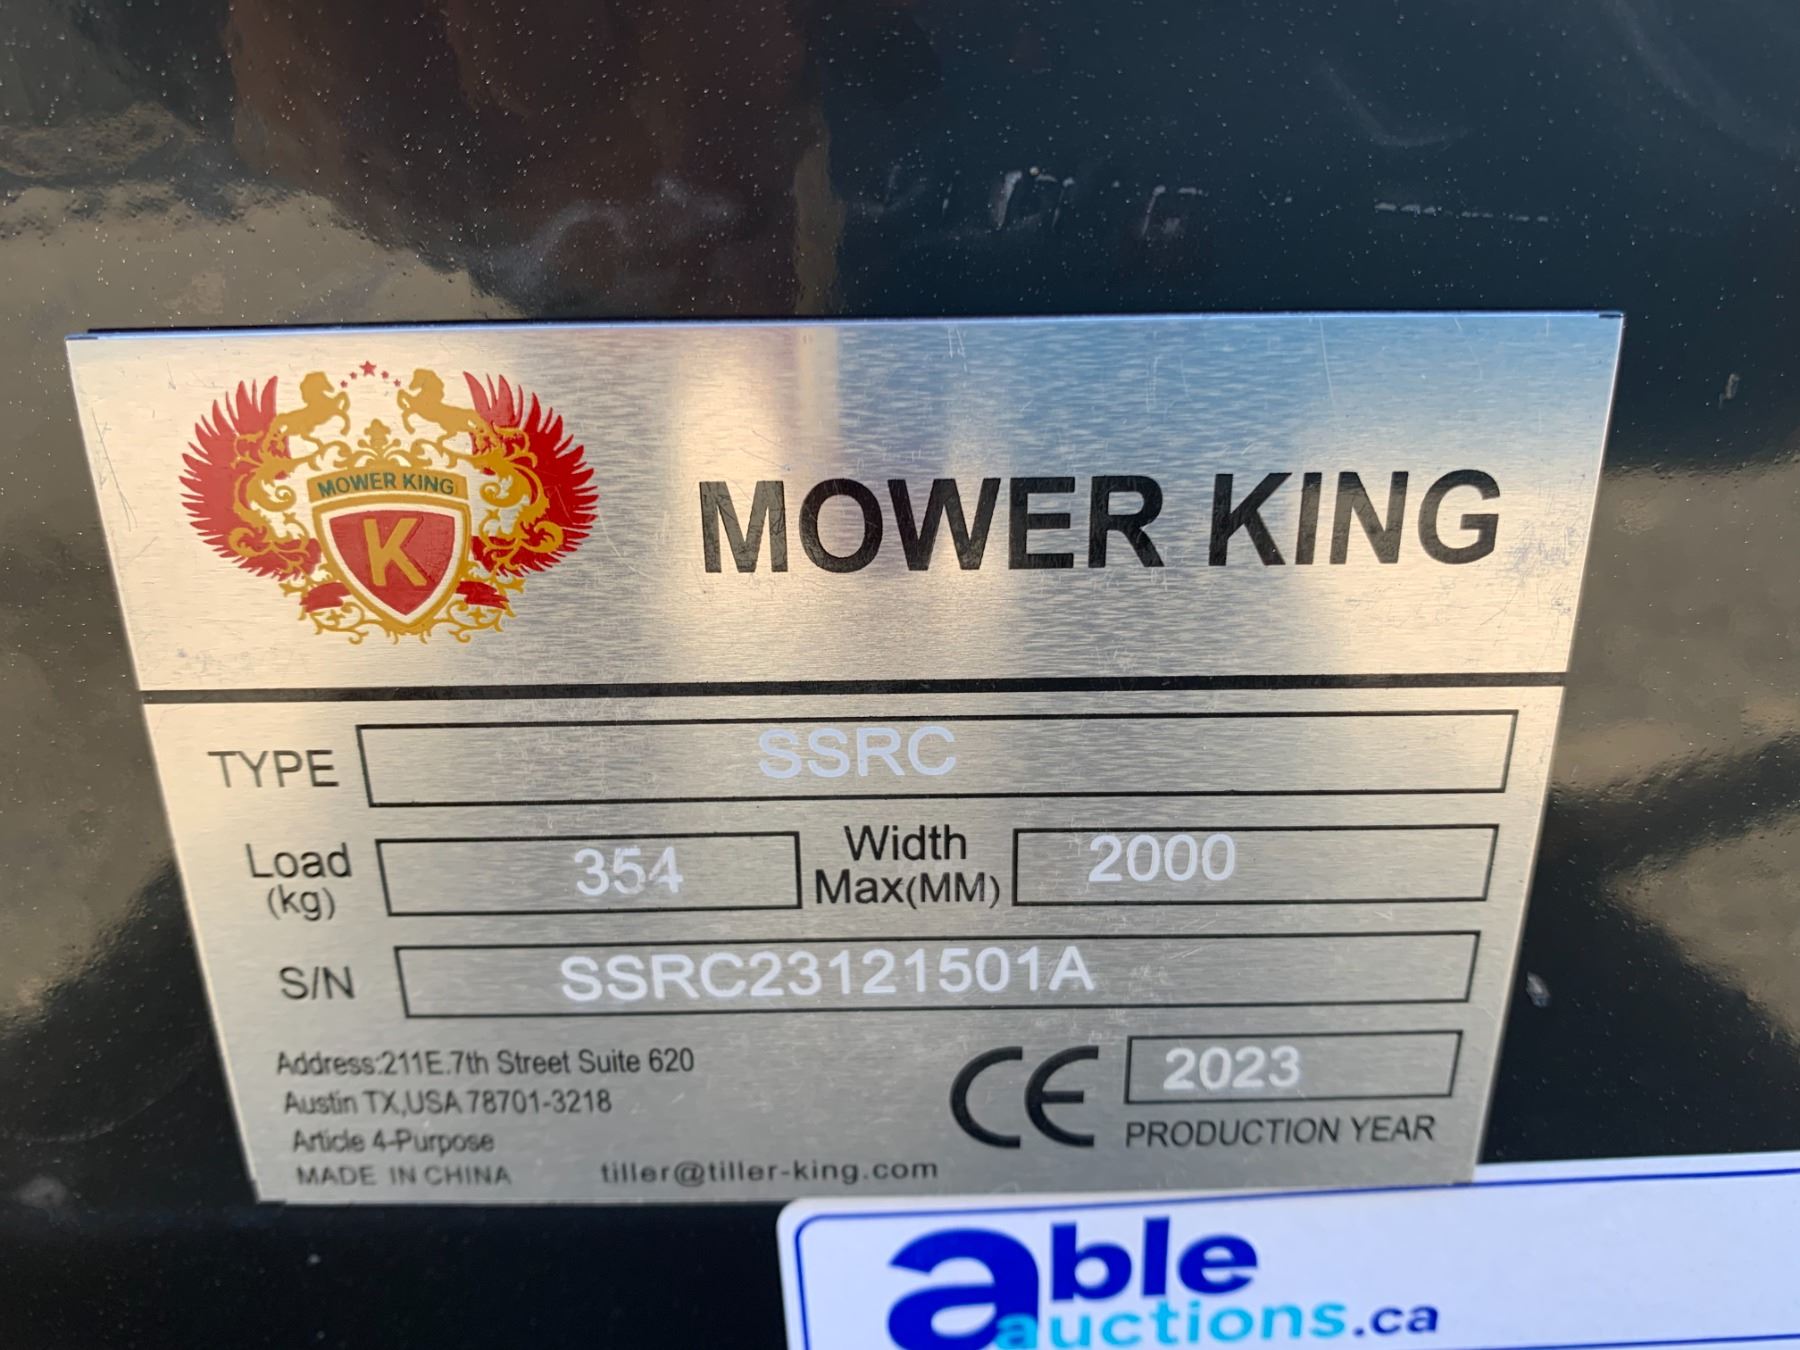 MOWER KING
K
MOWER KING
TYPE SSRC
Load (kg) 354 Width Max(MM) 2000
S/N SSRC23121501A
Address:211E.7th Street Suite 620
Austin TX,USA 78701-3218
Article 4-Purpose
MADE IN CHINA tiller@tiller-king.com
CE 2023
PRODUCTION YEAR
able
auctions.ca